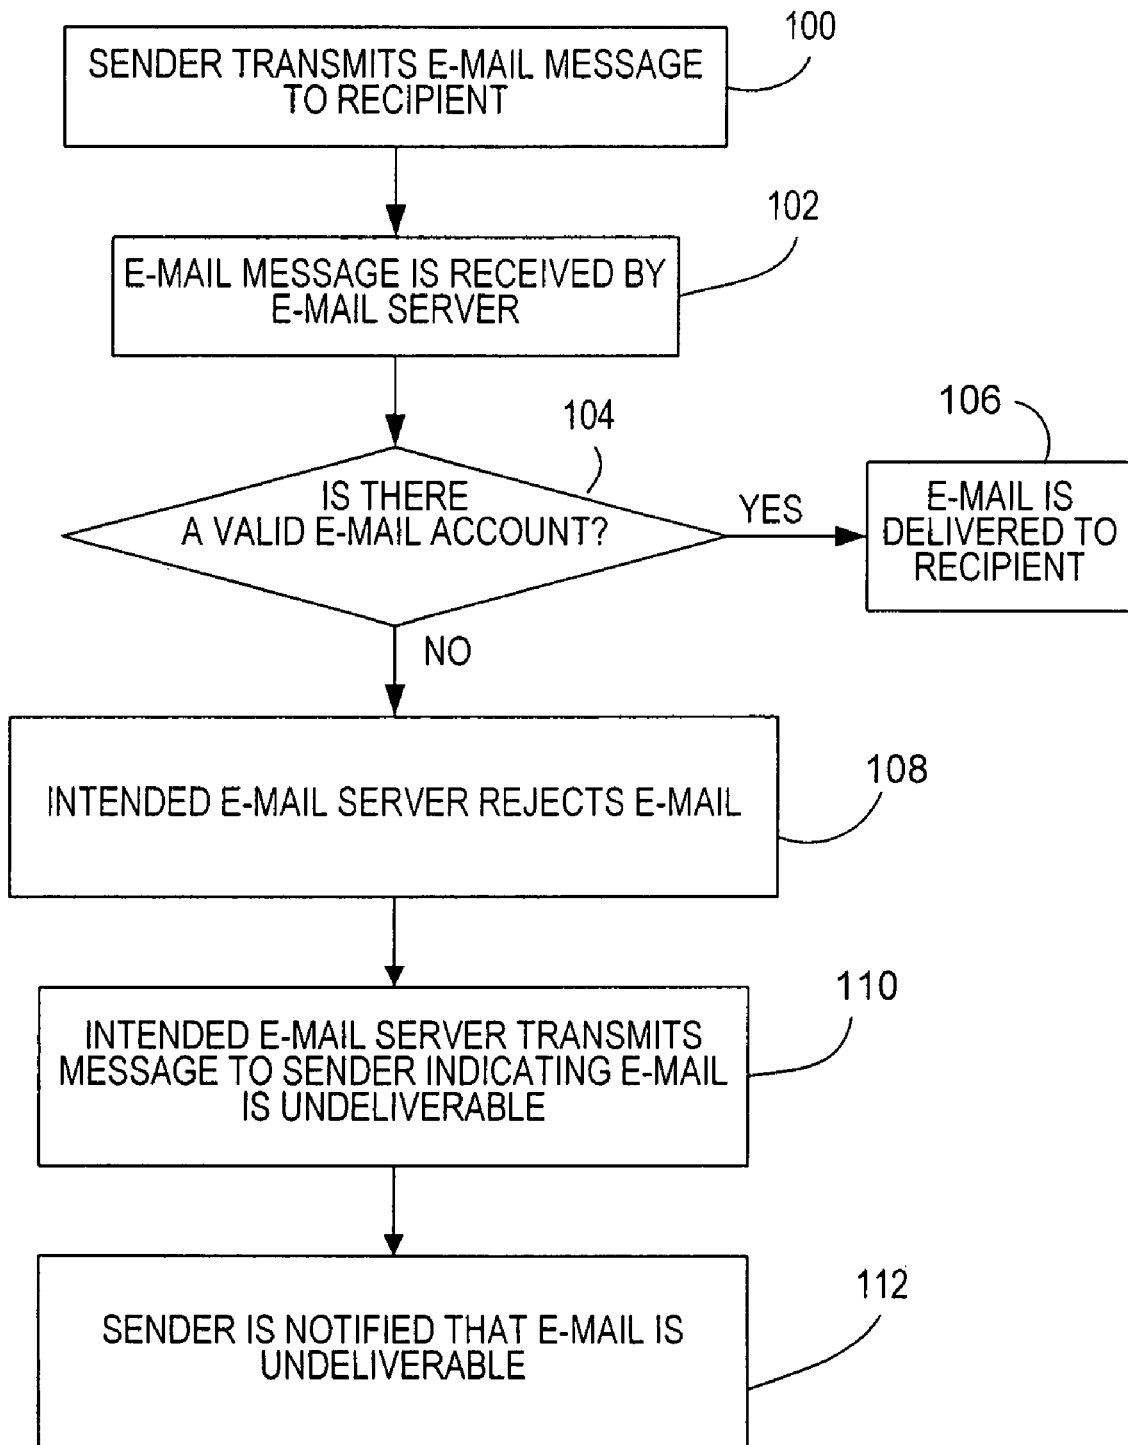 100
SENDER TRANSMITS E-MAIL MESSAGE
TO RECIPIENT
102
E-MAIL MESSAGE IS RECEIVED BY
E-MAIL SERVER
104
IS THERE
A VALID E-MAIL ACCOUNT?
YES
106
E-MAIL IS
DELIVERED TO
RECIPIENT
NO
108
INTENDED E-MAIL SERVER REJECTS E-MAIL
110
INTENDED E-MAIL SERVER TRANSMITS
MESSAGE TO SENDER INDICATING E-MAIL
IS UNDELIVERABLE
112
SENDER IS NOTIFIED THAT E-MAIL IS
UNDELIVERABLE